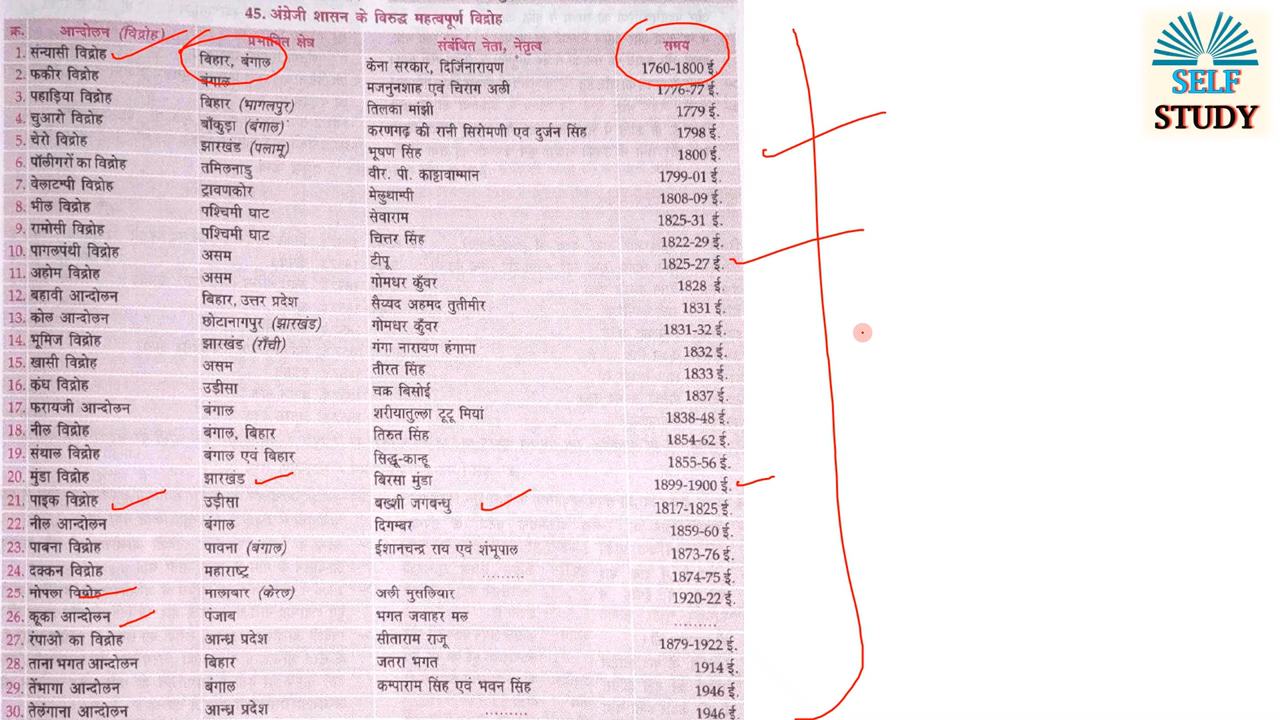 45. अंग्रेजी शासन के विरुद्ध महत्वपूर्ण विद्रोह
क्र. आन्दोलन (विद्रोह) प्रभावित क्षेत्र संबंधित नेता, नेतृत्व समय
1. संन्यासी विद्रोह बिहार, बंगाल केना सरकार, दिर्जिनारायण 1760-1800 ई.
2. फकीर विद्रोह बंगाल मजनुनशाह एवं चिराग अली 1776-77 ई.
3. पहाड़िया विद्रोह बिहार (भागलपुर) तिलका मांझी 1779 ई.
4. चुआरो विद्रोह बाँकुड़ा (बंगाल) करणगढ़ की रानी सिरोमणी एवं दुर्जन सिंह 1798 ई.
5. चेरो विद्रोह झारखंड (पलामू) भूषण सिंह 1800 ई.
6. पॉलीगरों का विद्रोह तमिलनाडु वीर. पी. काट्टावाम्मान 1799-01 ई.
7. वेलाटम्पी विद्रोह ट्रावणकोर मेलुथाम्पी 1808-09 ई.
8. भील विद्रोह पश्चिमी घाट सेवाराम 1825-31 ई.
9. रामोसी विद्रोह पश्चिमी घाट चित्तर सिंह 1822-29 ई.
10. पागलपंथी विद्रोह असम टीपू 1825-27 ई.
11. अहोम विद्रोह असम गोमधर कुँवर 1828 ई.
12. बहावी आन्दोलन बिहार, उत्तर प्रदेश सैय्यद अहमद तुतीमीर 1831 ई.
13. कोल आन्दोलन छोटानागपुर (झारखंड) गोमधर कुँवर 1831-32 ई.
14. भूमिज विद्रोह झारखंड (राँची) गंगा नारायण हंगामा 1832 ई.
15. खासी विद्रोह असम तीरत सिंह 1833 ई.
16. कंध विद्रोह उड़ीसा चक्र बिसोई 1837 ई.
17. फरायजी आन्दोलन बंगाल शरीयातुल्ला टूटू मियां 1838-48 ई.
18. नील विद्रोह बंगाल, बिहार तिरुत सिंह 1854-62 ई.
19. संथाल विद्रोह बंगाल एवं बिहार सिद्धू-कान्हू 1855-56 ई.
20. मुंडा विद्रोह झारखंड बिरसा मुंडा 1899-1900 ई.
21. पाइक विद्रोह उड़ीसा बख्शी जगबन्धु 1817-1825 ई.
22. नील आन्दोलन बंगाल दिगम्बर 1859-60 ई.
23. पाबना विद्रोह पावना (बंगाल) ईशानचन्द्र राय एवं शंभूपाल 1873-76 ई.
24. दक्कन विद्रोह महाराष्ट्र ......... 1874-75 ई.
25. मोपला विद्रोह मालाबार (केरल) अली मुसलियार 1920-22 ई.
26. कूका आन्दोलन पंजाब भगत जवाहर मल .........
27. रंपाओ का विद्रोह आन्ध्र प्रदेश सीताराम राजू 1879-1922 ई.
28. ताना भगत आन्दोलन बिहार जतरा भगत 1914 ई.
29. तेंभागा आन्दोलन बंगाल कम्पाराम सिंह एवं भवन सिंह 1946 ई.
30. तेलंगाना आन्दोलन आन्ध्र प्रदेश ......... 1946 ई.
SELF
STUDY